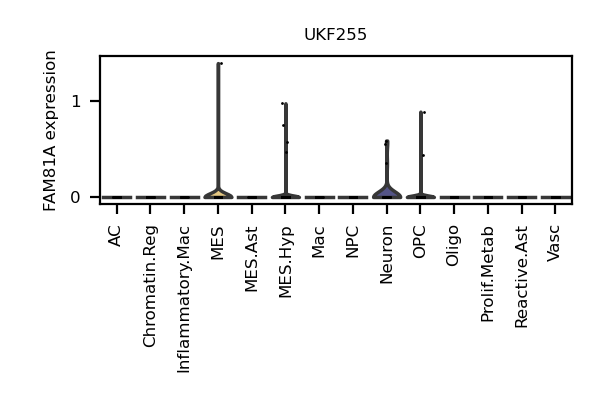 UKF255
FAM81A expression
1
0
AC
Chromatin.Reg
Inflammatory.Mac
MES
MES.Ast
MES.Hyp
Mac
NPC
Neuron
OPC
Oligo
Prolif.Metab
Reactive.Ast
Vasc